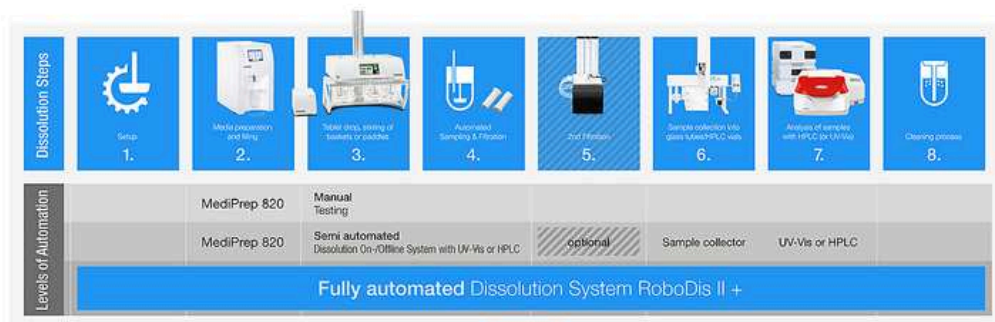 Dissolution Steps
Setup
1.
Media preparation
and filling
2.
Tablet drop, stirring of
baskets or paddles
3.
Automated
Sampling & Filtration
4.
2nd Filtration
5.
Sample collection into
glass tubes/HPLC vials
6.
Analysis of samples
with HPLC (or UV-Vis)
7.
Cleaning process
8.
Levels of Automation
MediPrep 820
Manual
Testing
MediPrep 820
Semi automated
Dissolution On-/Offline System with UV-Vis or HPLC
optional
Sample collector
UV-Vis or HPLC
Fully automated Dissolution System RoboDis II +